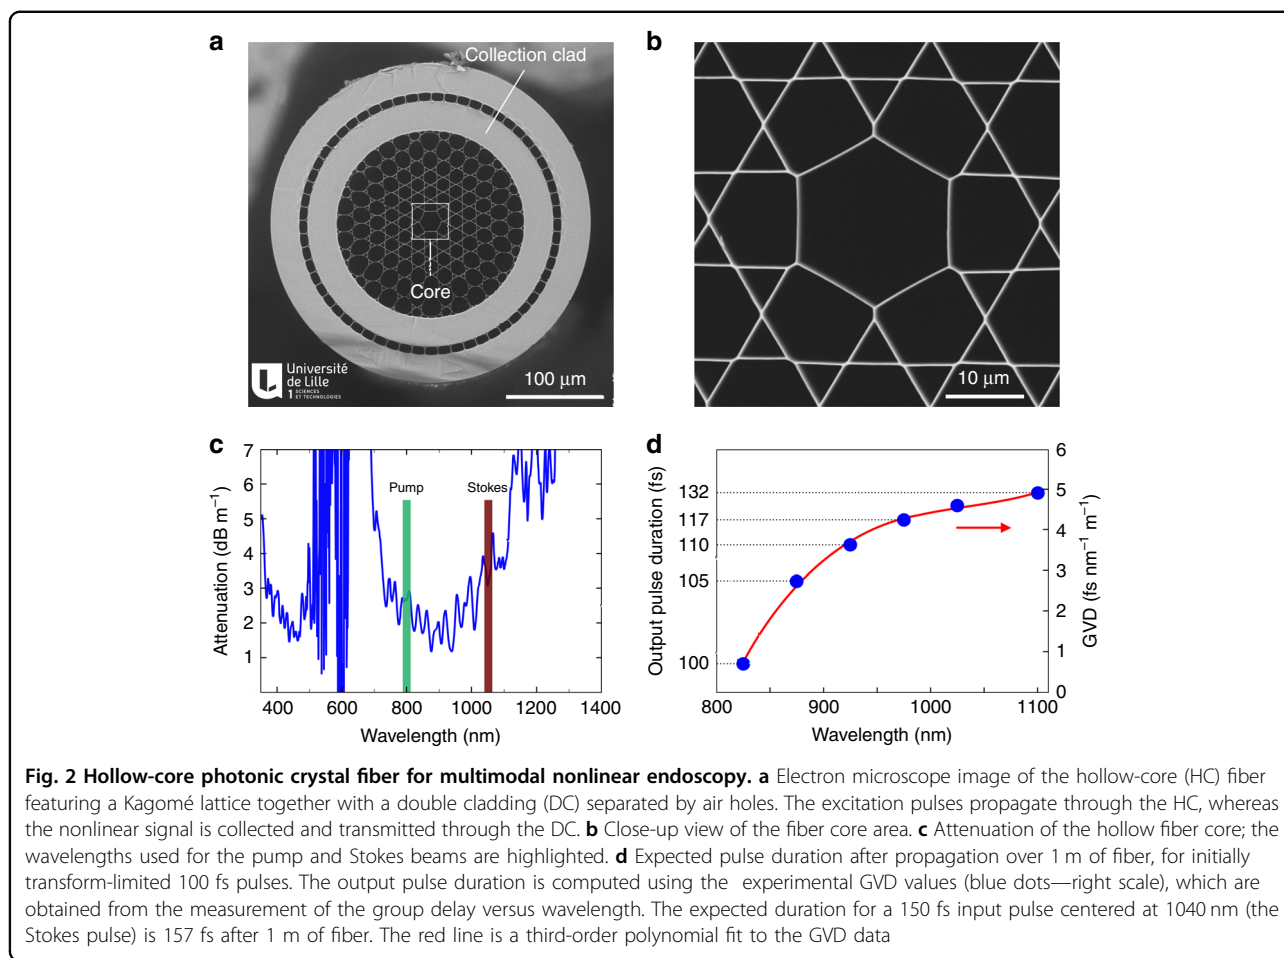 a
Collection clad
Core
Université
de Lille
1 SCIENCES
ET TECHNOLOGIES
100 μm
b
10 μm
c
7
6
5
4
3
2
1
Attenuation (dB m⁻¹)
Pump
Stokes
400 600 800 1000 1200 1400
Wavelength (nm)
d
Output pulse duration (fs)
132
117
110
105
100
6
5
4
3
2
1
0
GVD (fs nm⁻¹ m⁻¹)
800 900 1000 1100
Wavelength (nm)
Fig. 2 Hollow-core photonic crystal fiber for multimodal nonlinear endoscopy. a Electron microscope image of the hollow-core (HC) fiber
featuring a Kagomé lattice together with a double cladding (DC) separated by air holes. The excitation pulses propagate through the HC, whereas
the nonlinear signal is collected and transmitted through the DC. b Close-up view of the fiber core area. c Attenuation of the hollow fiber core; the
wavelengths used for the pump and Stokes beams are highlighted. d Expected pulse duration after propagation over 1 m of fiber, for initially
transform-limited 100 fs pulses. The output pulse duration is computed using the experimental GVD values (blue dots—right scale), which are
obtained from the measurement of the group delay versus wavelength. The expected duration for a 150 fs input pulse centered at 1040 nm (the
Stokes pulse) is 157 fs after 1 m of fiber. The red line is a third-order polynomial fit to the GVD data